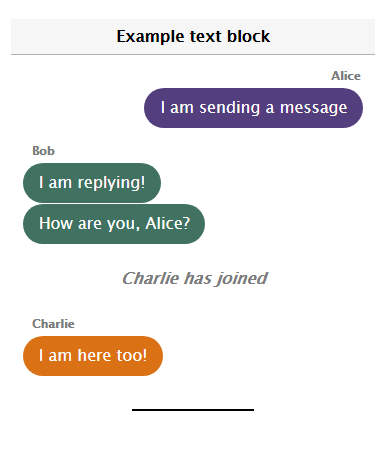 Example text block
Alice
I am sending a message
Bob
I am replying!
How are you, Alice?
Charlie has joined
Charlie
I am here too!